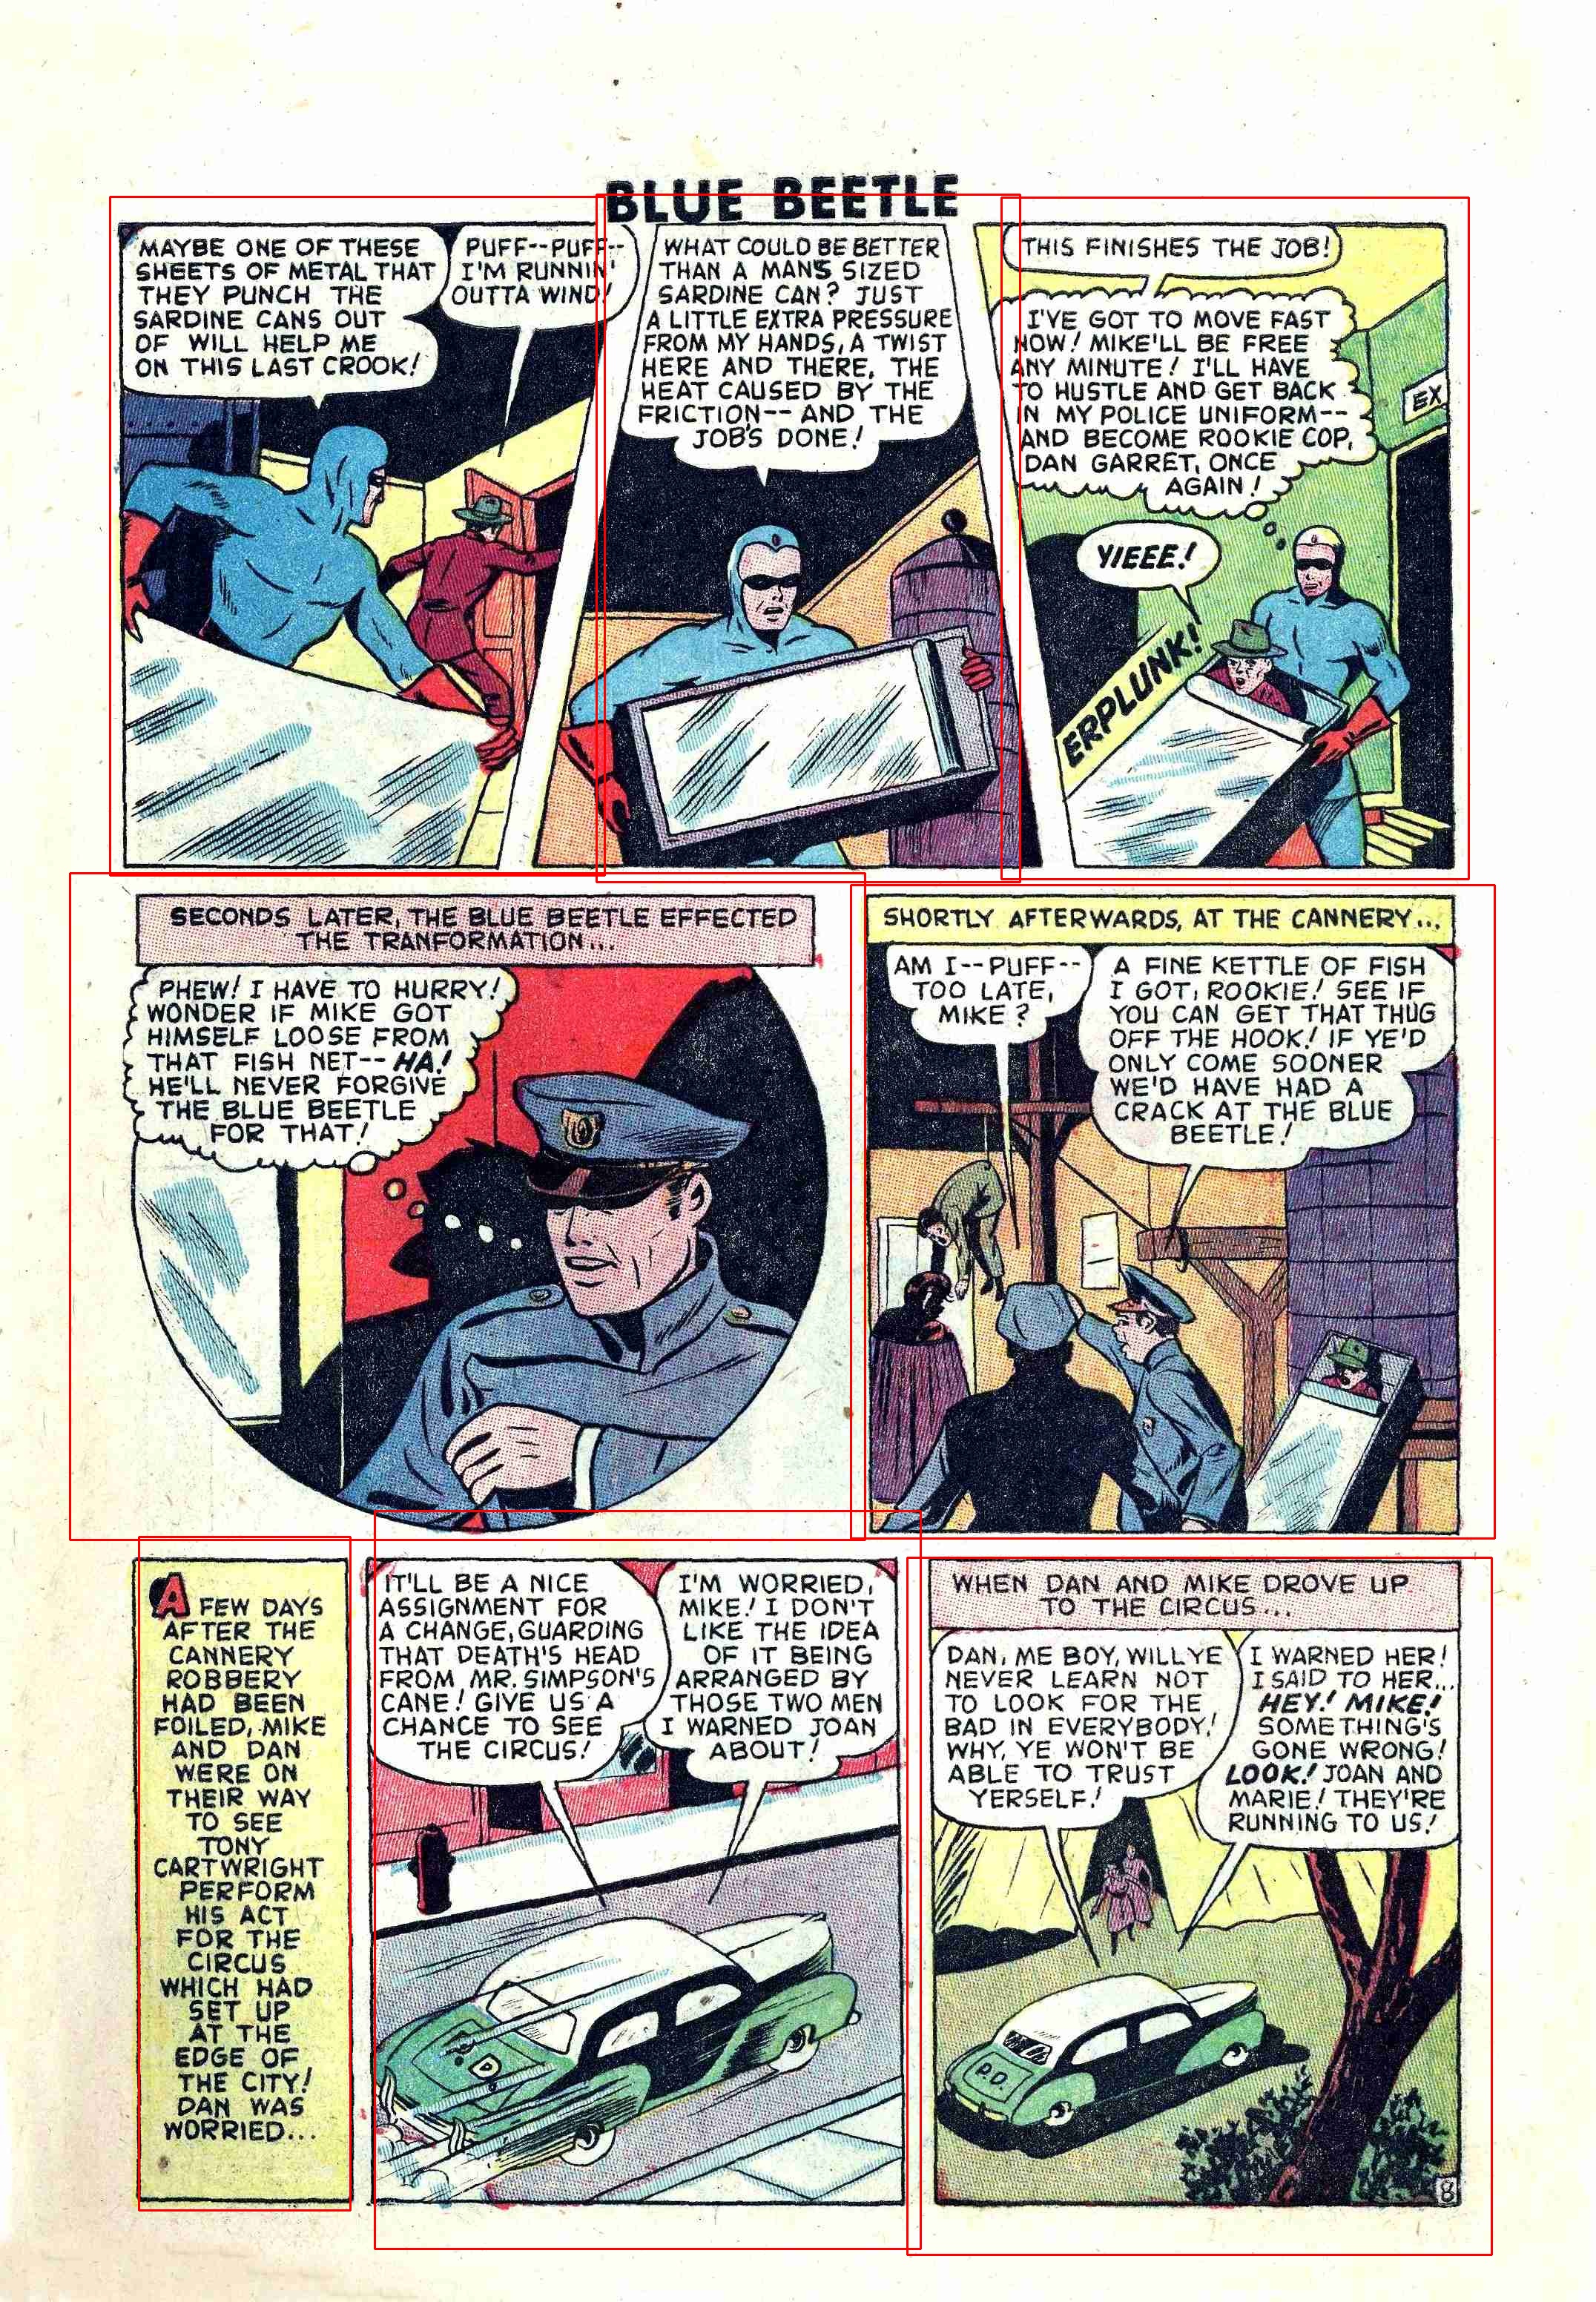 BLUE BEETLE
MAYBE ONE OF THESE
SHEETS OF METAL THAT
THEY PUNCH THE
SARDINE CANS OUT
OF WILL HELP ME
ON THIS LAST CROOK!
PUFF--PUFF--
I'M RUNNIN'
OUTTA WIND!
WHAT COULD BE BETTER
THAN A MAN'S SIZED
SARDINE CAN? JUST
A LITTLE EXTRA PRESSURE
FROM MY HANDS, A TWIST
HERE AND THERE, THE
HEAT CAUSED BY THE
FRICTION-- AND THE
JOB'S DONE!
THIS FINISHES THE JOB!
I'VE GOT TO MOVE FAST
NOW! MIKE'LL BE FREE
ANY MINUTE! I'LL HAVE
TO HUSTLE AND GET BACK
IN MY POLICE UNIFORM--
AND BECOME ROOKIE COP,
DAN GARRET, ONCE
AGAIN!
EX
YIEEE!
ERPLUNK!
SECONDS LATER, THE BLUE BEETLE EFFECTED
THE TRANFORMATION...
PHEW! I HAVE TO HURRY!
WONDER IF MIKE GOT
HIMSELF LOOSE FROM
THAT FISH NET-- HA!
HE'LL NEVER FORGIVE
THE BLUE BEETLE
FOR THAT!
SHORTLY AFTERWARDS, AT THE CANNERY...
AM I--PUFF--
TOO LATE,
MIKE?
A FINE KETTLE OF FISH
I GOT, ROOKIE! SEE IF
YOU CAN GET THAT THUG
OFF THE HOOK! IF YE'D
ONLY COME SOONER
WE'D HAVE HAD A
CRACK AT THE BLUE
BEETLE!
A FEW DAYS
AFTER THE
CANNERY
ROBBERY
HAD BEEN
FOILED, MIKE
AND DAN
WERE ON
THEIR WAY
TO SEE
TONY
CARTWRIGHT
PERFORM
HIS ACT
FOR THE
CIRCUS
WHICH HAD
SET UP
AT THE
EDGE OF
THE CITY!
DAN WAS
WORRIED...
IT'LL BE A NICE
ASSIGNMENT FOR
A CHANGE, GUARDING
THAT DEATH'S HEAD
FROM MR. SIMPSON'S
CANE! GIVE US A
CHANCE TO SEE
THE CIRCUS!
I'M WORRIED,
MIKE! I DON'T
LIKE THE IDEA
OF IT BEING
ARRANGED BY
THOSE TWO MEN
I WARNED JOAN
ABOUT!
D
WHEN DAN AND MIKE DROVE UP
TO THE CIRCUS...
DAN, ME BOY, WILL YE
NEVER LEARN NOT
TO LOOK FOR THE
BAD IN EVERYBODY!
WHY, YE WON'T BE
ABLE TO TRUST
YERSELF!
I WARNED HER!
I SAID TO HER...
HEY! MIKE!
SOMETHING'S
GONE WRONG!
LOOK! JOAN AND
MARIE! THEY'RE
RUNNING TO US!
P.D.
8